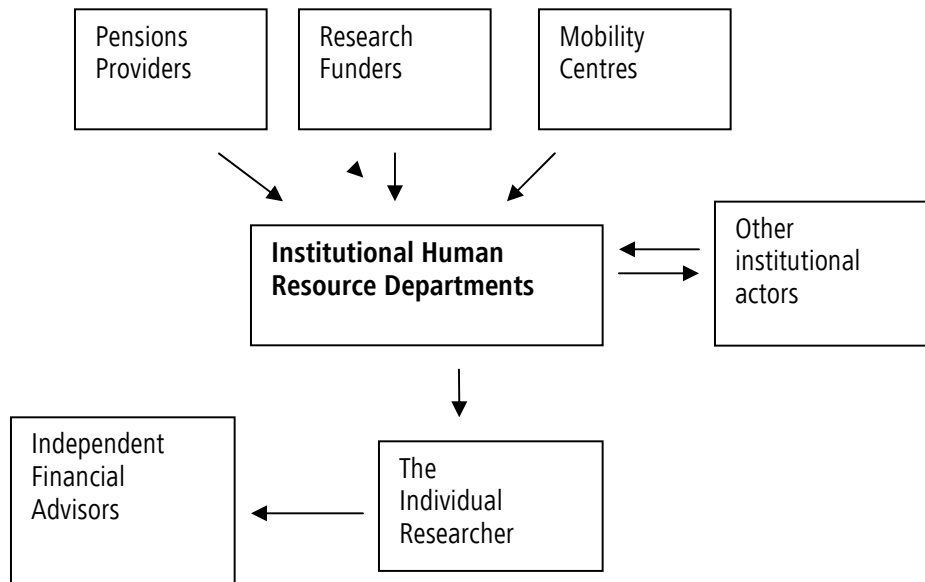 Pensions
Providers
Research
Funders
Mobility
Centres
Institutional Human
Resource Departments
Other
institutional
actors
Independent
Financial
Advisors
The
Individual
Researcher